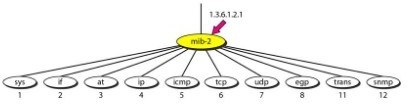 1.3.6.1.2.1
mib-2
sys if at ip icmp tcp udp egp trans snmp
1 2 3 4 5 6 7 8 11 12